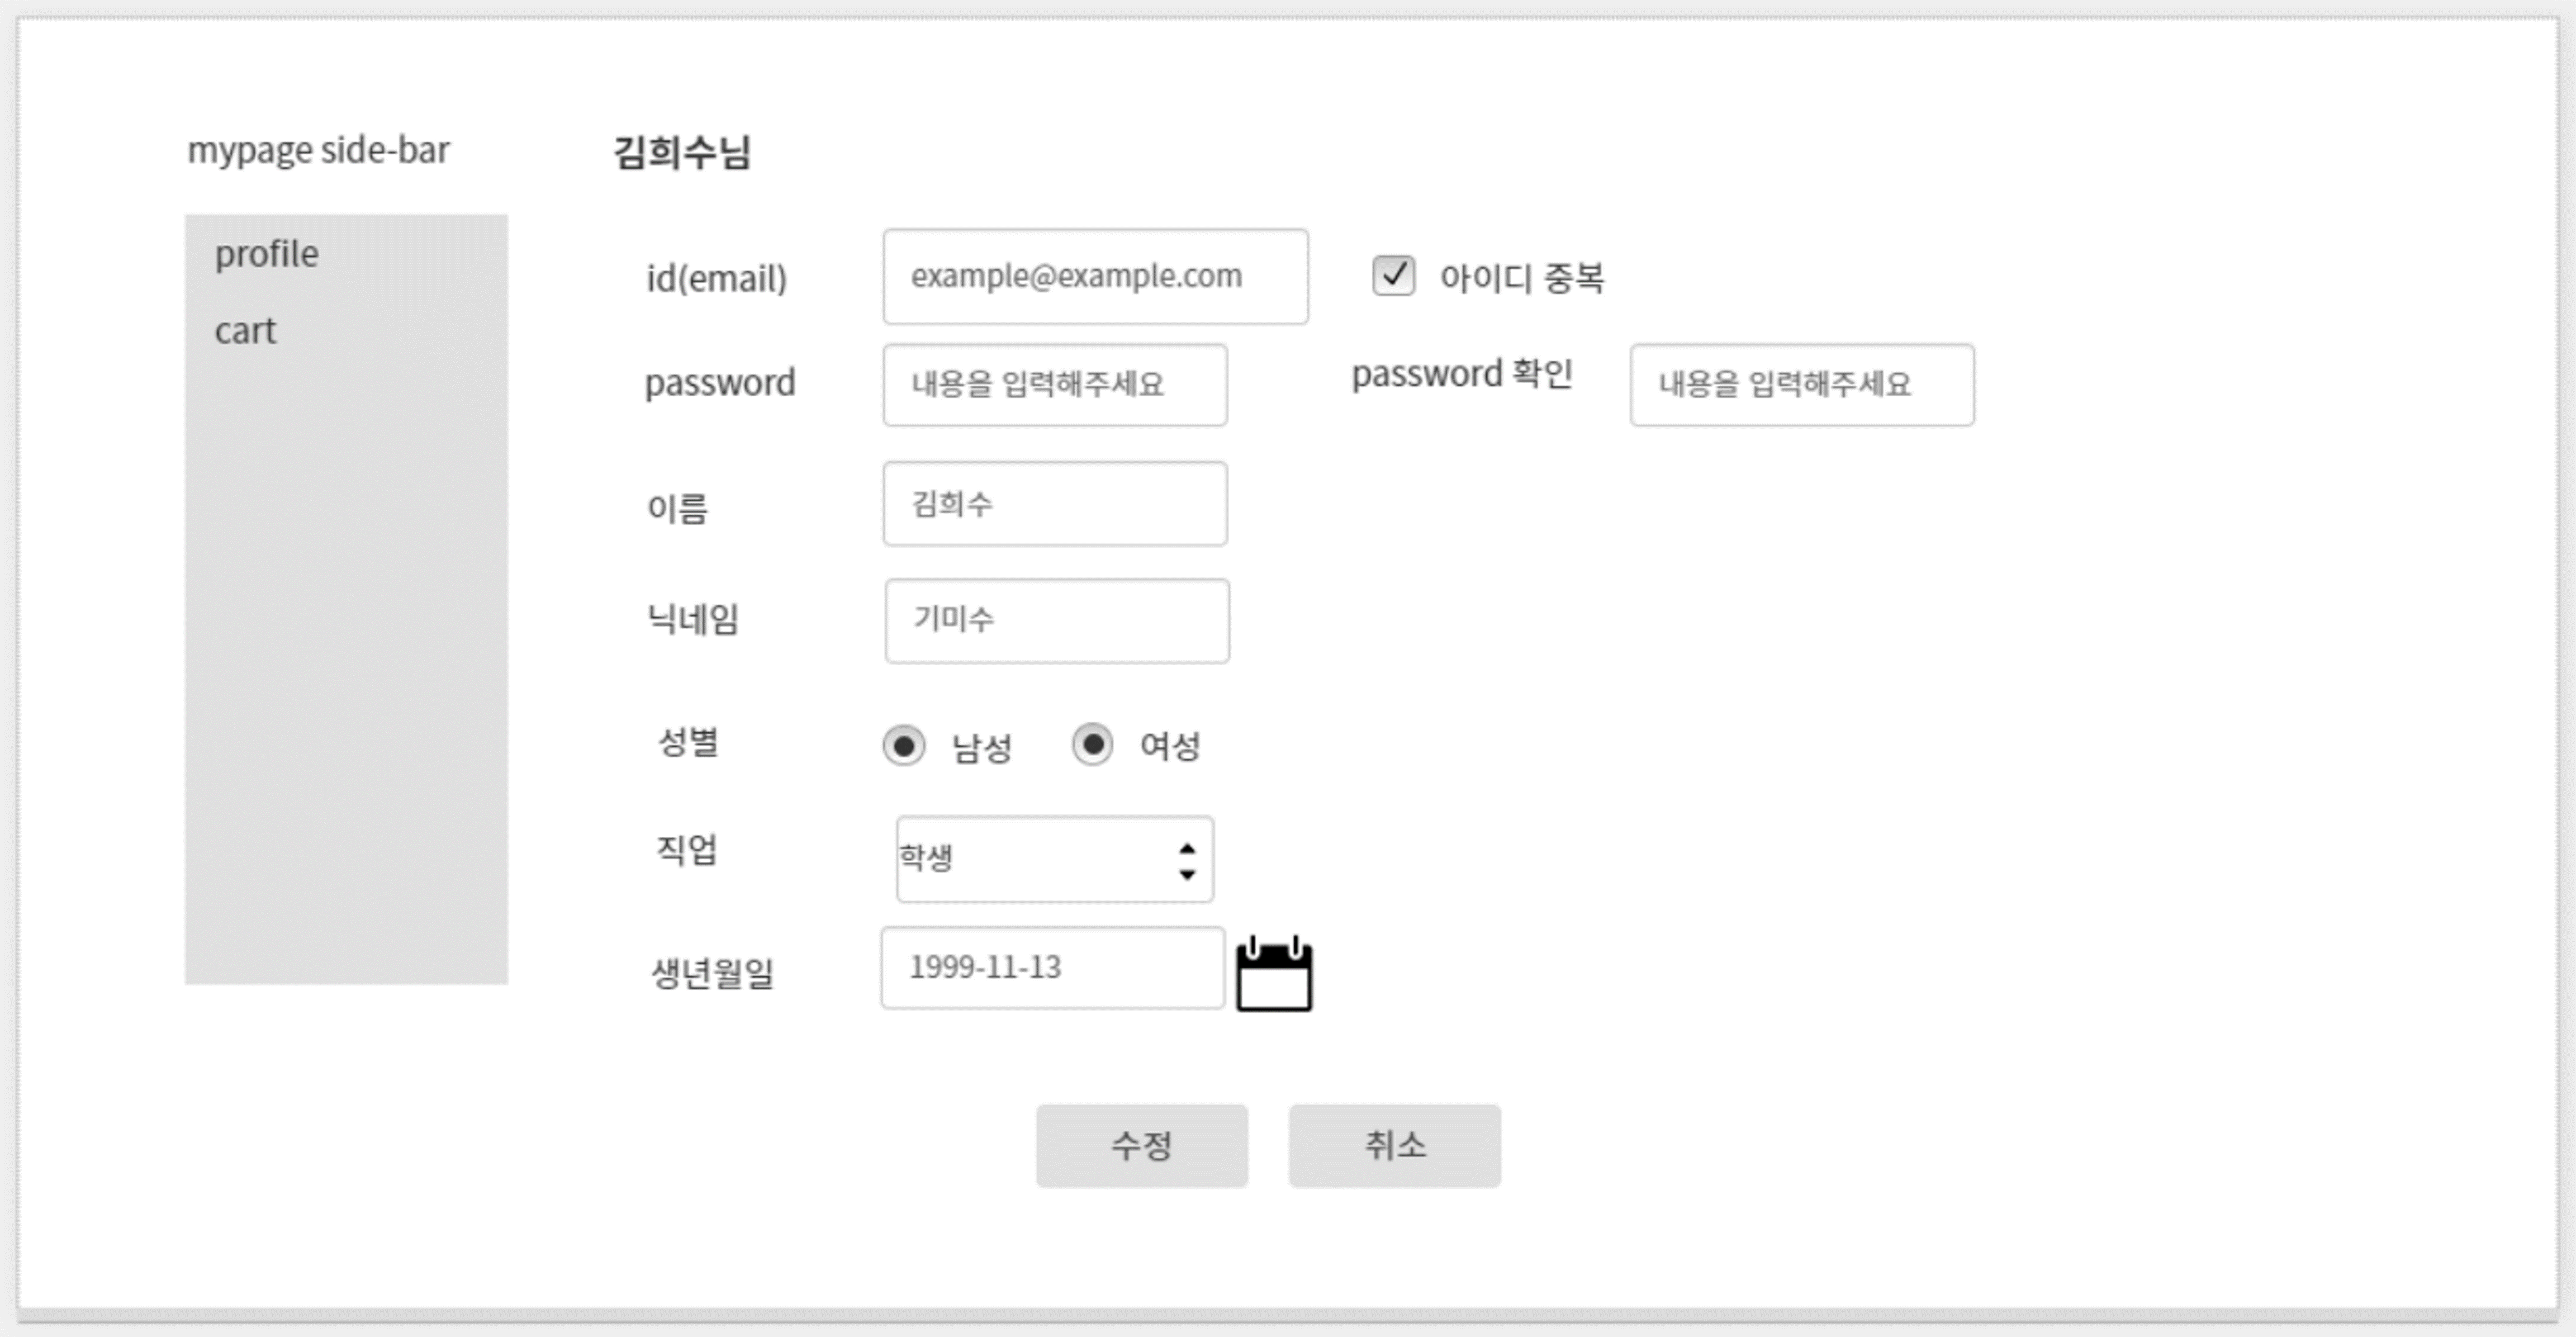 mypage side-bar
profile
cart
김희수님
id(email) example@example.com 아이디 중복
password 내용을 입력해주세요 password 확인 내용을 입력해주세요
이름 김희수
닉네임 기미수
성별 남성 여성
직업 학생
생년월일 1999-11-13
수정 취소